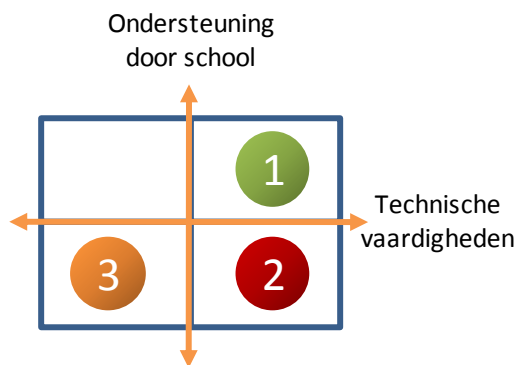 Ondersteuning
door school
1
Technische
vaardigheden
3
2